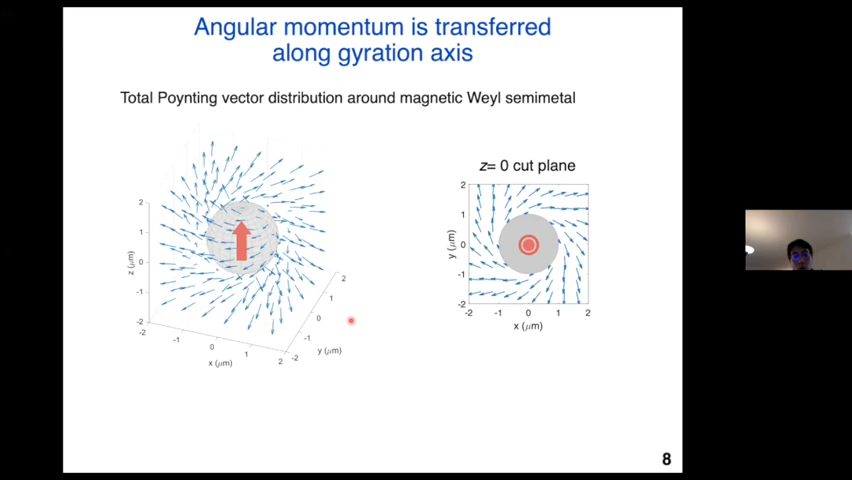 Angular momentum is transferred
along gyration axis
Total Poynting vector distribution around magnetic Weyl semimetal
z= 0 cut plane
2
1
0
-1
-2
z (μm)
-2
-1
0
1
2
x (μm)
-2
-1
0
1
2
y (μm)
2
1
0
-1
-2
y (μm)
-2 -1 0 1 2
x (μm)
8